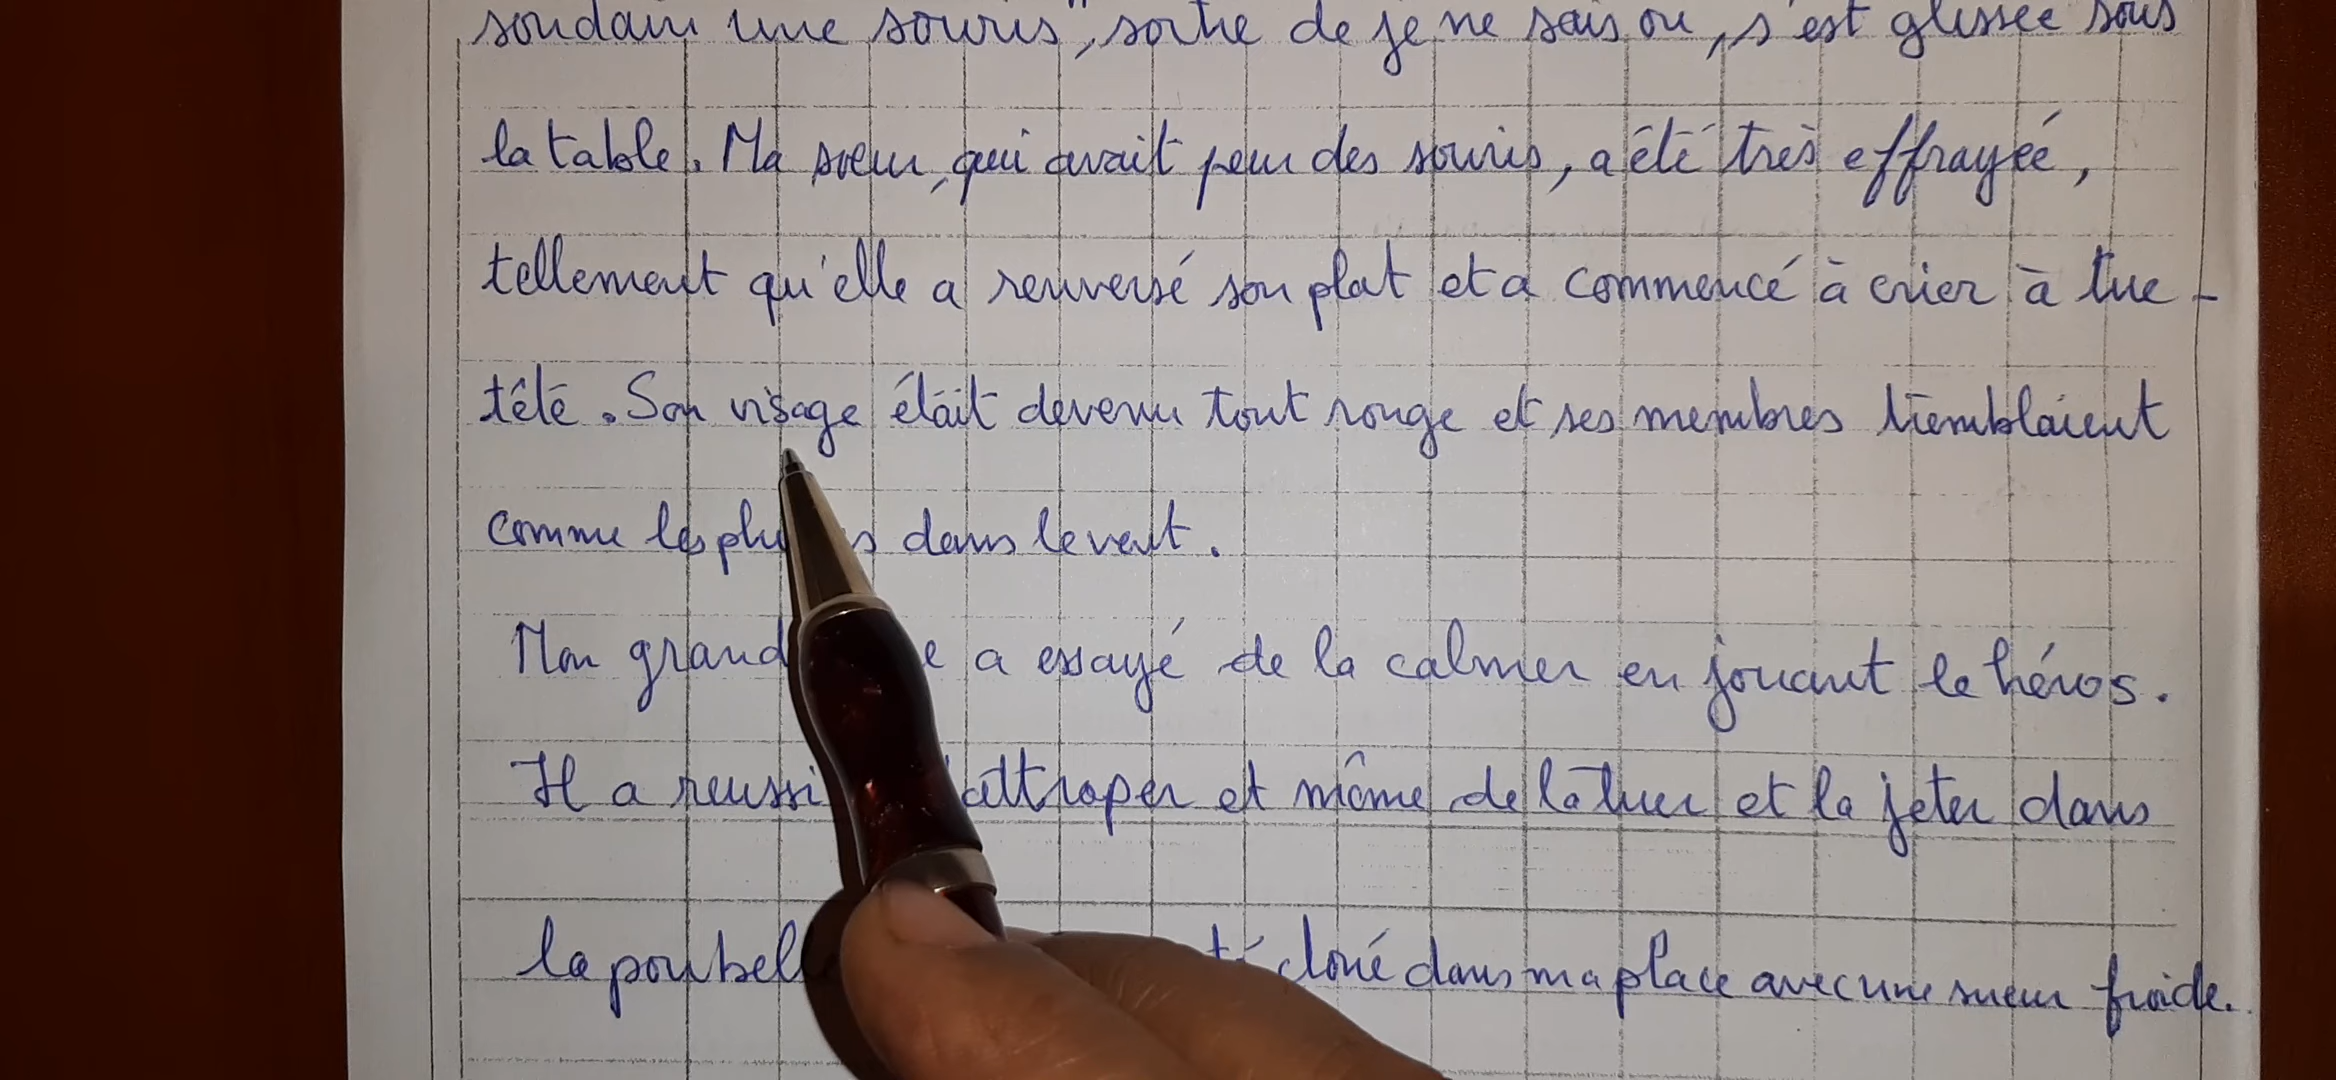 soudain une souris", sortie de je ne sais ou, s'est glissée sous
la table. Ma sœur, qui avait peur des souris, a été très effrayée,
tellement qu'elle a renversé son plat et a commencé à crier à tue-
tête. Son visage était devenu tout rouge et ses membres tremblaient
comme les dans le vent.
Mon grand a essayé de la calmer en jouant le héros.
Il a reussi attraper et même de la tuer et la jeter dans
la cloué dans ma place avec une sueur froide.